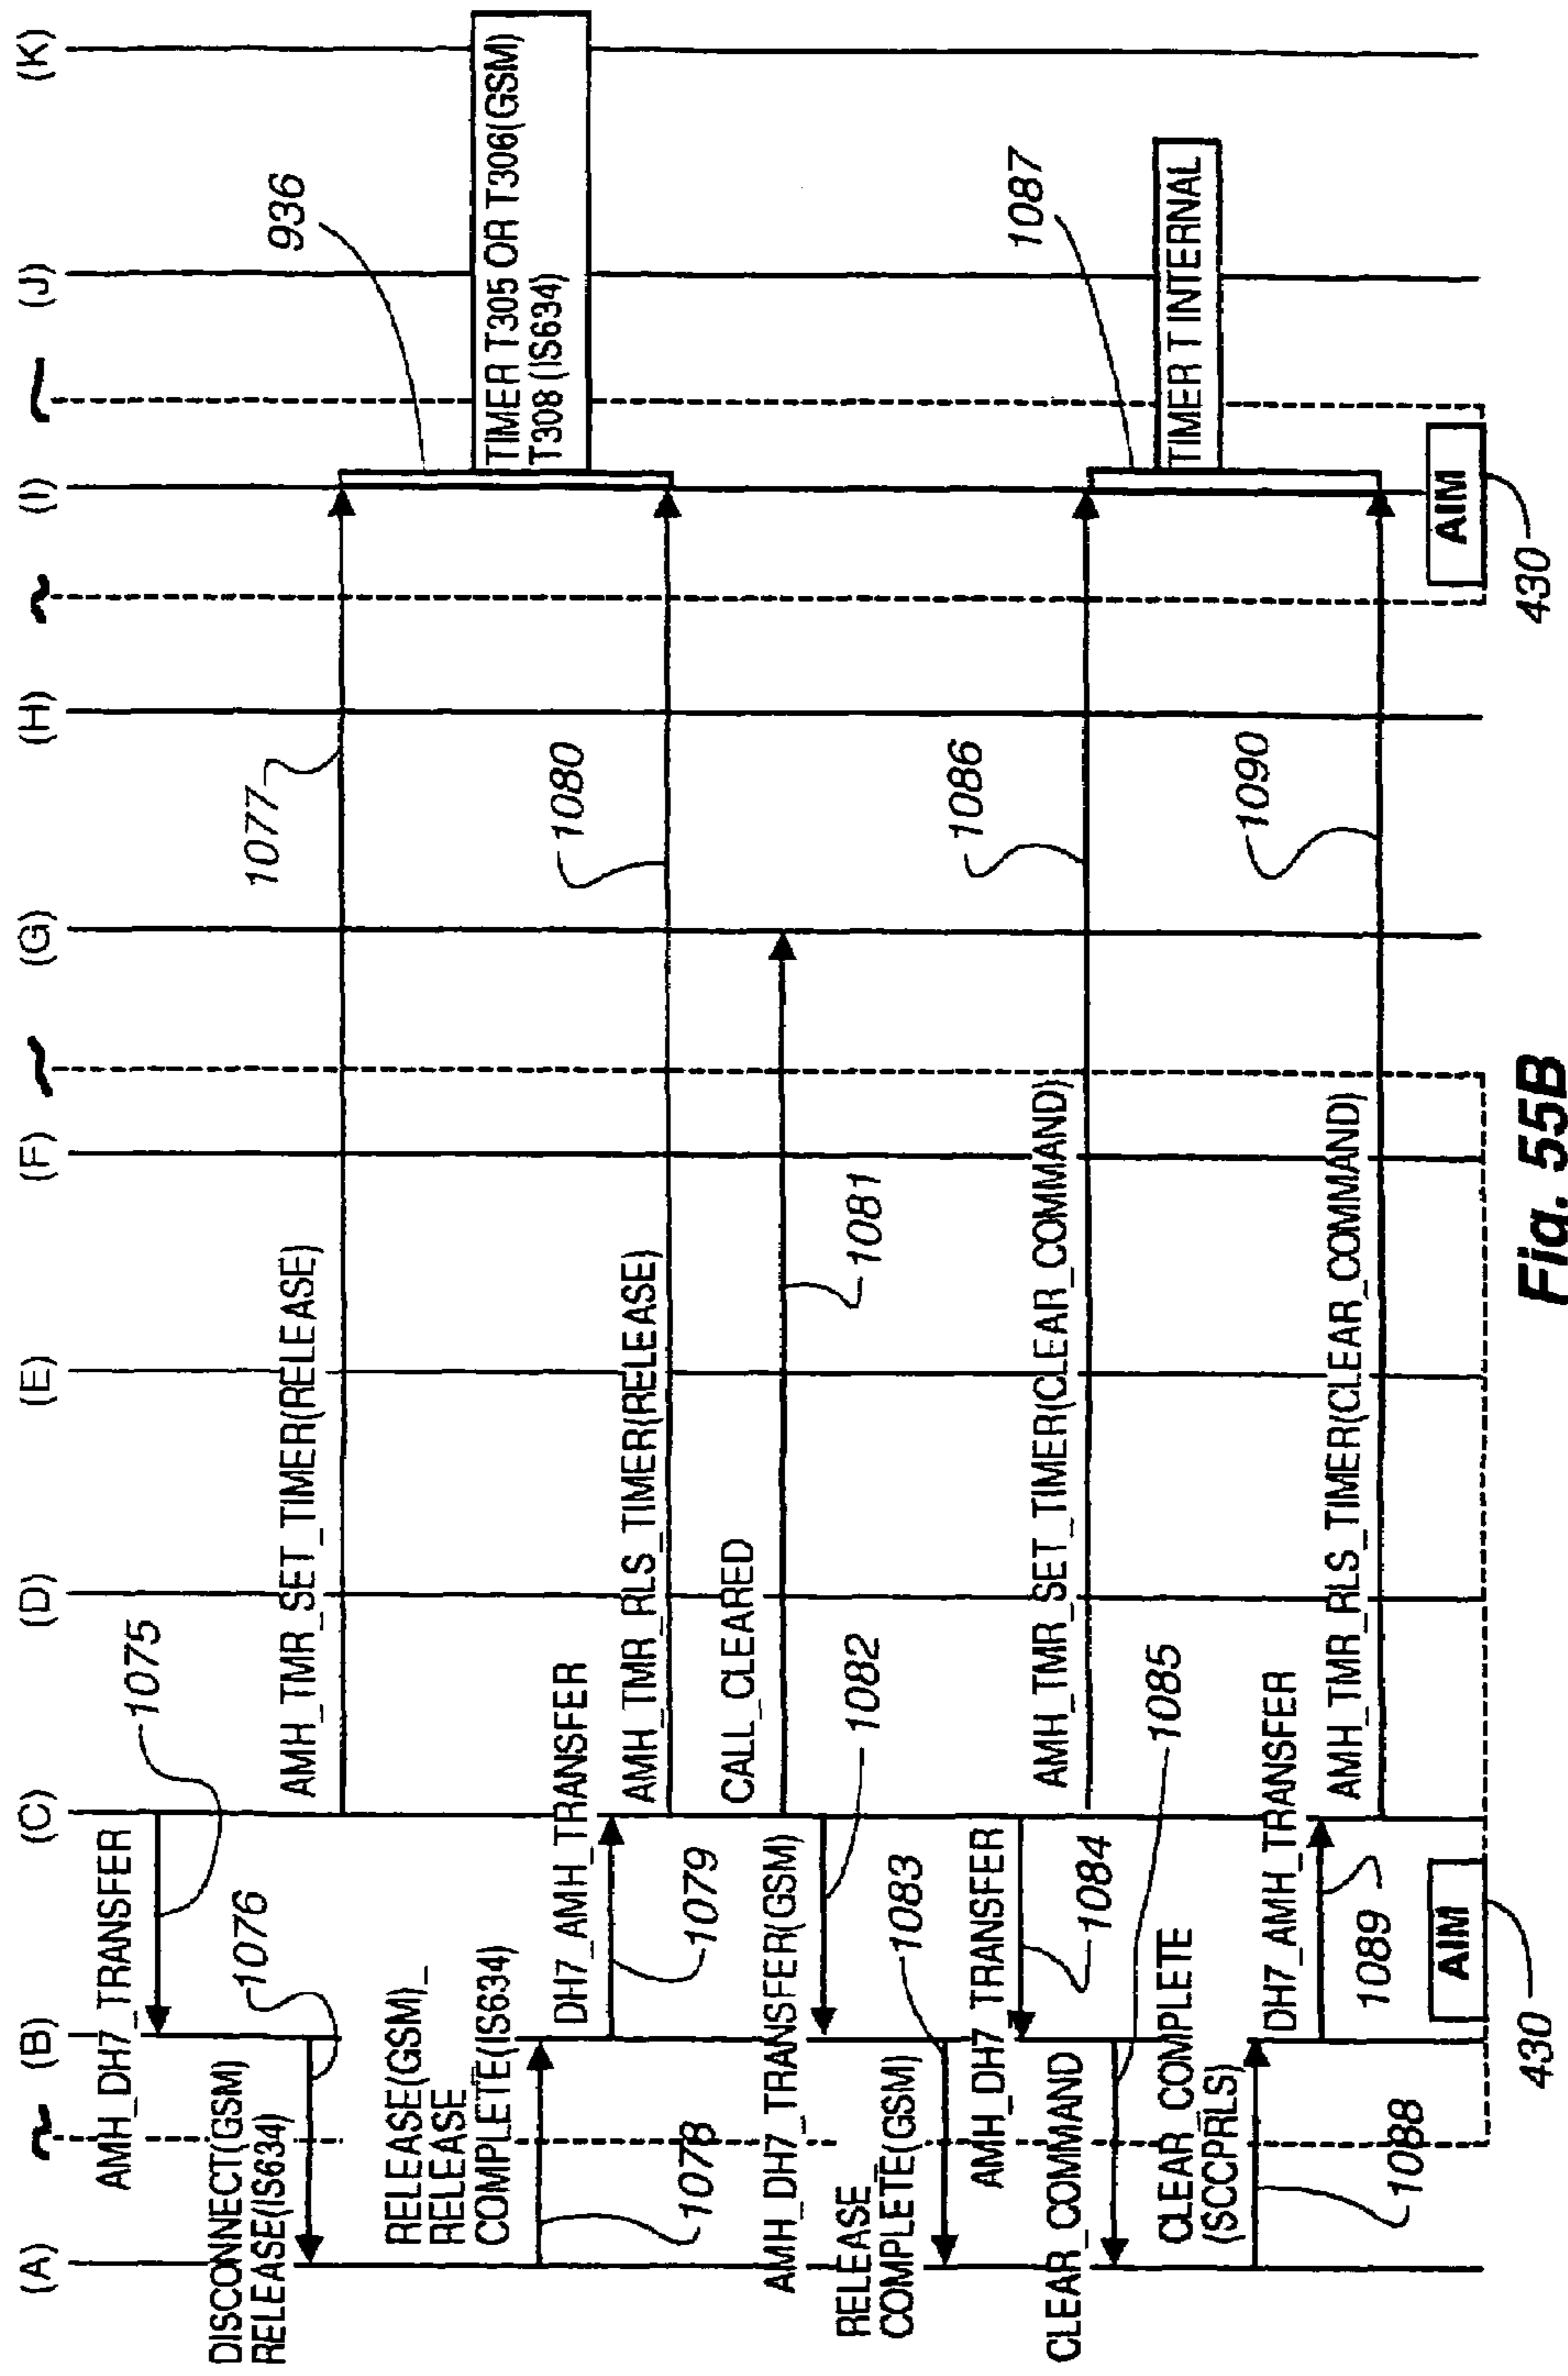 (A)
(B)
(C)
(D)
(E)
(F)
(G)
(H)
(I)
(J)
(K)
AMH_DH7_TRANSFER
1075
DISCONNECT(GSM)
RELEASE(IS634)
1076
AMH_TMR_SET_TIMER(RELEASE)
1077
936
TIMER T305 OR T306(GSM)
T308 (IS634)
RELEASE(GSM)_
RELEASE
COMPLETE(IS634)
1078
DH7_AMH_TRANSFER
1079
AMH_TMR_RLS_TIMER(RELEASE)
1080
CALL_CLEARED
1081
AMH_DH7_TRANSFER(GSM)
1082
RELEASE_
COMPLETE(GSM)
1083
AMH_DH7_TRANSFER
1084
CLEAR_COMMAND
1085
AMH_TMR_SET_TIMER(CLEAR_COMMAND)
1086
1087
TIMER T INTERNAL
CLEAR_COMPLETE
(SCCPRLS)
1088
DH7_AMH_TRANSFER
1089
AMH_TMR_RLS_TIMER(CLEAR_COMMAND)
1090
AIM
430
AIM
430
Fig. 55B